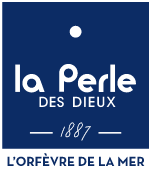 la Perle
DES DIEUX
1887
L'ORFÈVRE DE LA MER